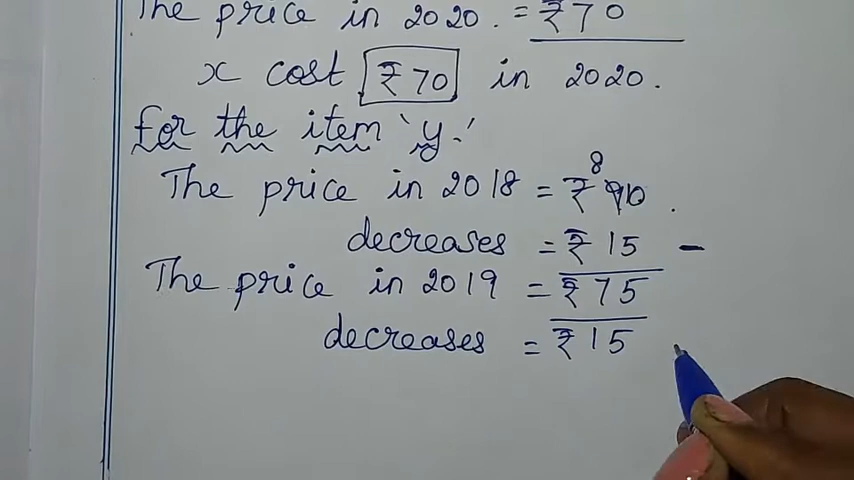 The price in 2020. = ₹70
x cost ₹70 in 2020.
for the item 'y.'
8
The price in 2018 = ₹90.
decreases = ₹15 -
The price in 2019 = ₹75
decreases = ₹15